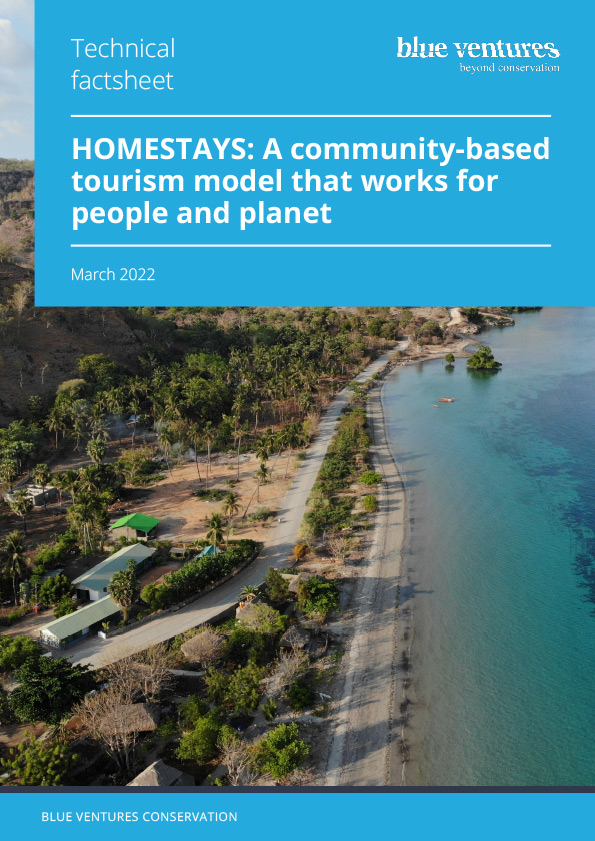 Technical
factsheet
blue ventures
beyond conservation
HOMESTAYS: A community-based
tourism model that works for
people and planet
March 2022
BLUE VENTURES CONSERVATION